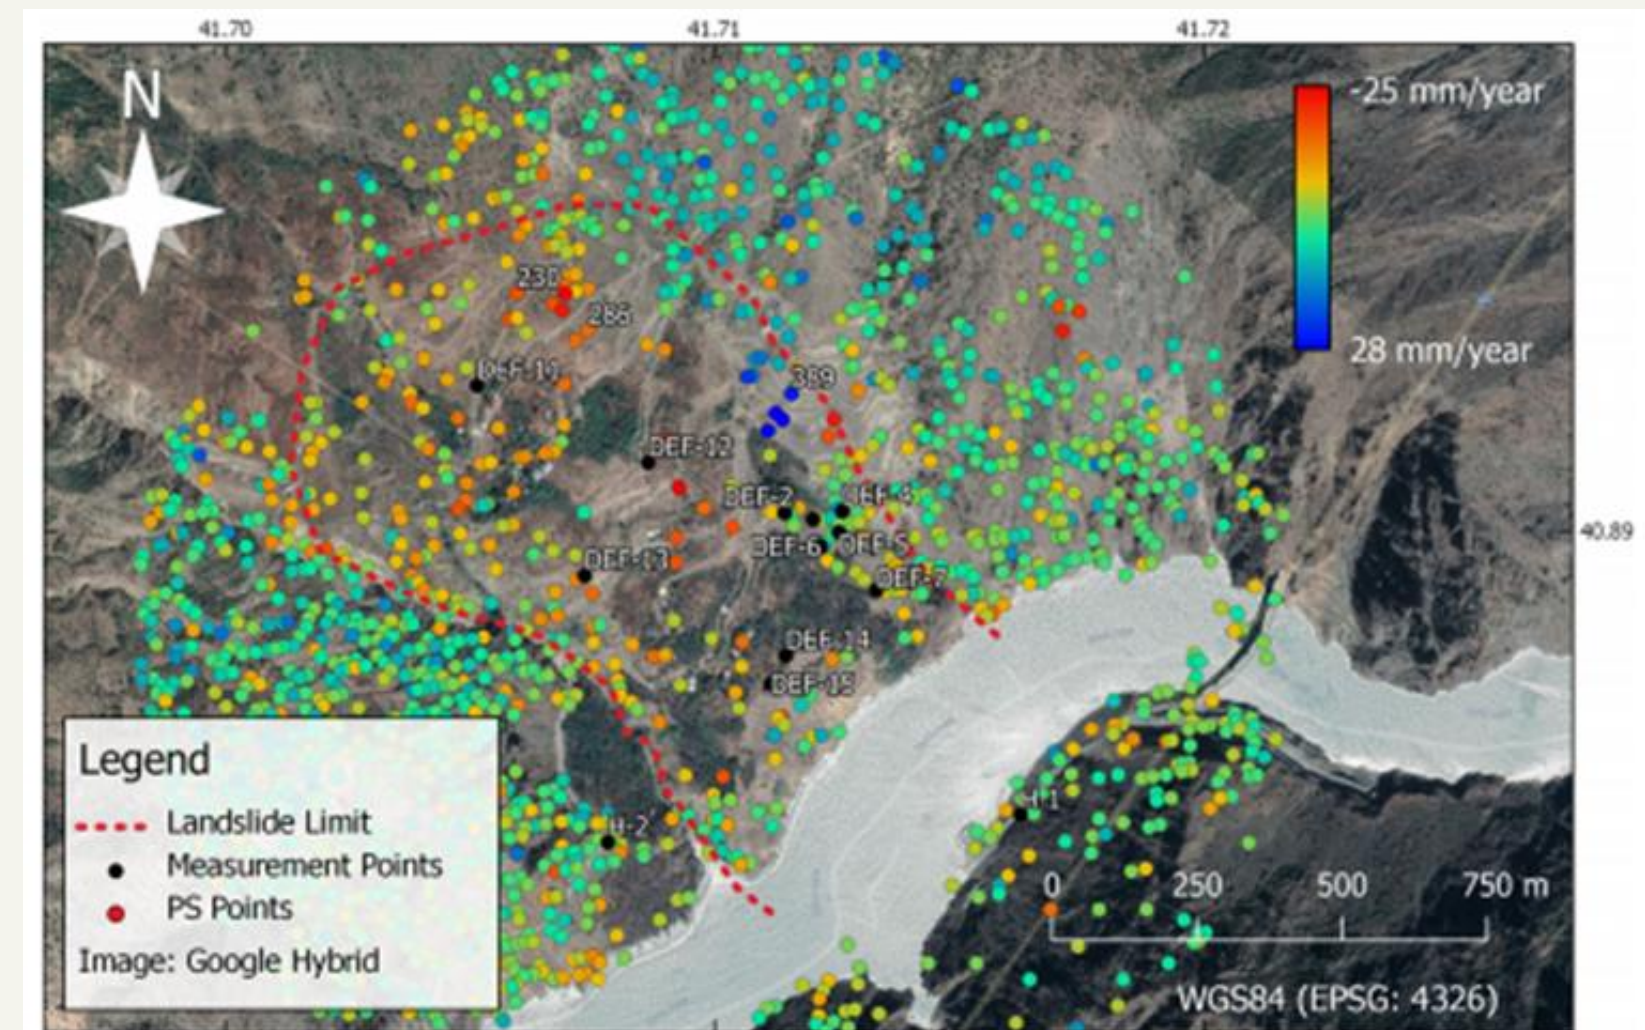 41.70 41.71 41.72
N
-25 mm/year
28 mm/year
230
286
DEF-11
389
DEF-12
DEF-2 DEF-4
40.89
DEF-6 DEF-5
DEF-13
DEF-7
DEF-14
DEF-15
H-1
H-2
Legend
Landslide Limit
Measurement Points
PS Points
Image: Google Hybrid
0 250 500 750 m
WGS84 (EPSG: 4326)